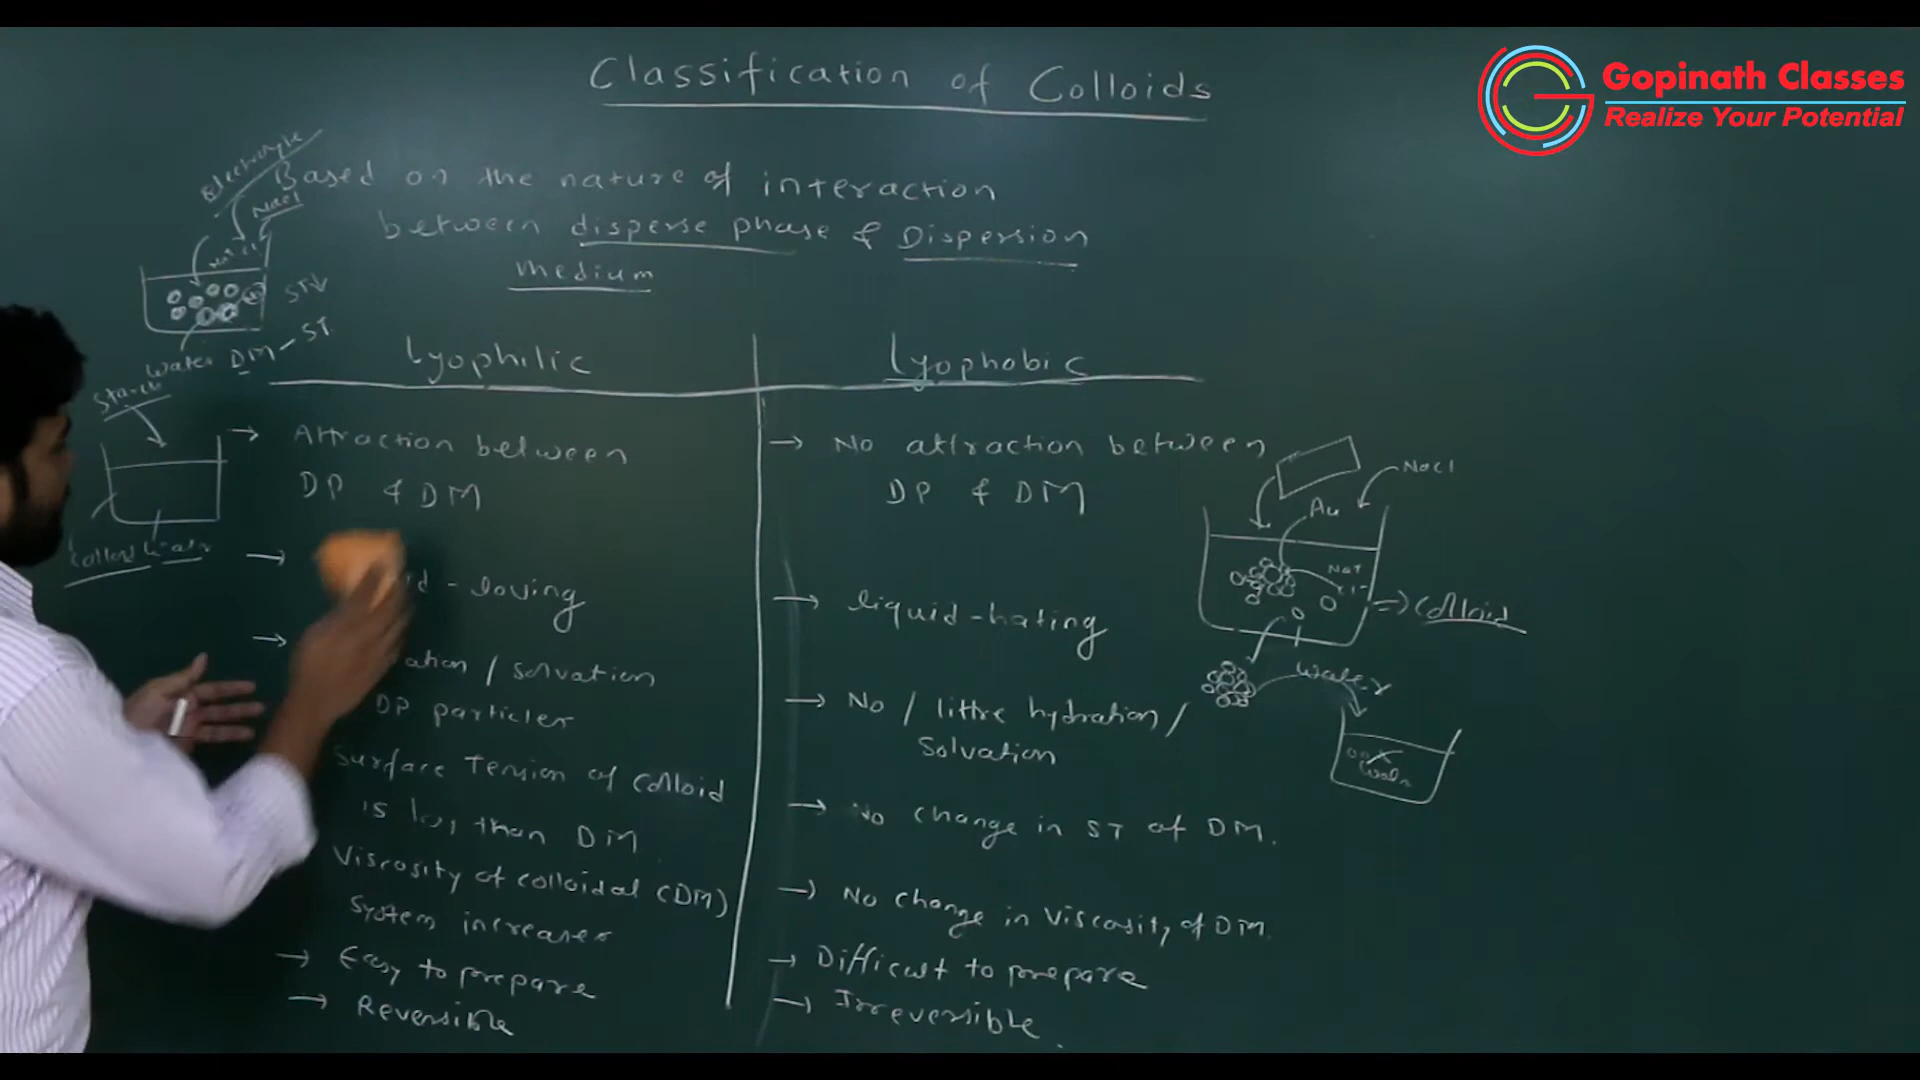 Classification of Colloids
Gopinath Classes
Realize Your Potential
Electrolyte
NaCl
Based on the nature of interaction
between disperse phase & Dispersion
medium
ST↓
Water DM - ST
Starch
Colloid
Lyophilic
→ Attraction between
DP & DM
→ - loving
→ / solvation
DP particles
Surface Tension of Colloid
is less than DM
Viscosity of colloidal (DM)
system increases
→ Easy to prepare
→ Reversible
Lyophobic
→ No attraction between
DP & DM
→ liquid-hating
→ No / little hydration /
Solvation
→ No change in ST of DM.
→ No change in Viscosity of DM.
→ Difficult to prepare
→ Irreversible.
NaCl
Au
Na+
Cl-
=> Colloid
Water